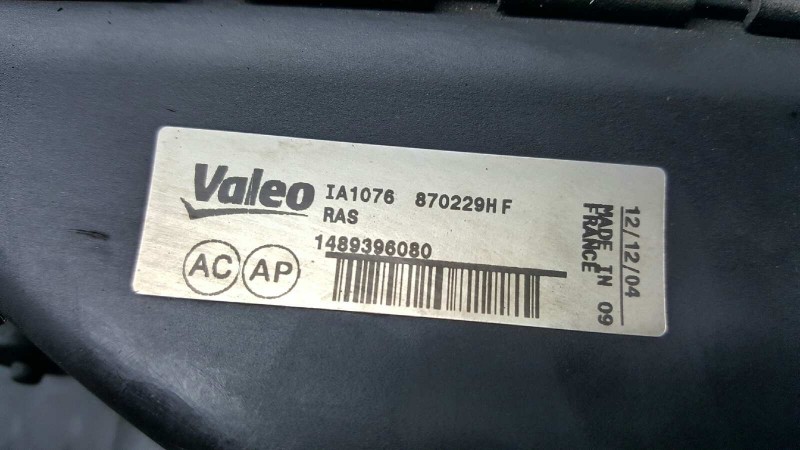 Valeo
IA1076 870229HF
RAS
1489396080
AC AP
12/12/04
MADE IN 09
FRANCE